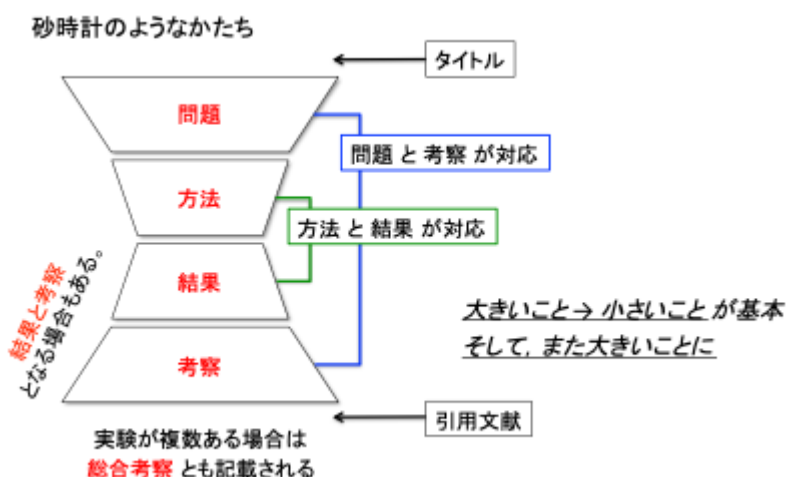 砂時計のようなかたち
タイトル
問題
問題 と 考察 が対応
方法
方法 と 結果 が対応
結果
結果と考察
となる場合もある。
大きいこと→ 小さいこと が基本
そして, また大きいことに
考察
引用文献
実験が複数ある場合は
総合考察 とも記載される